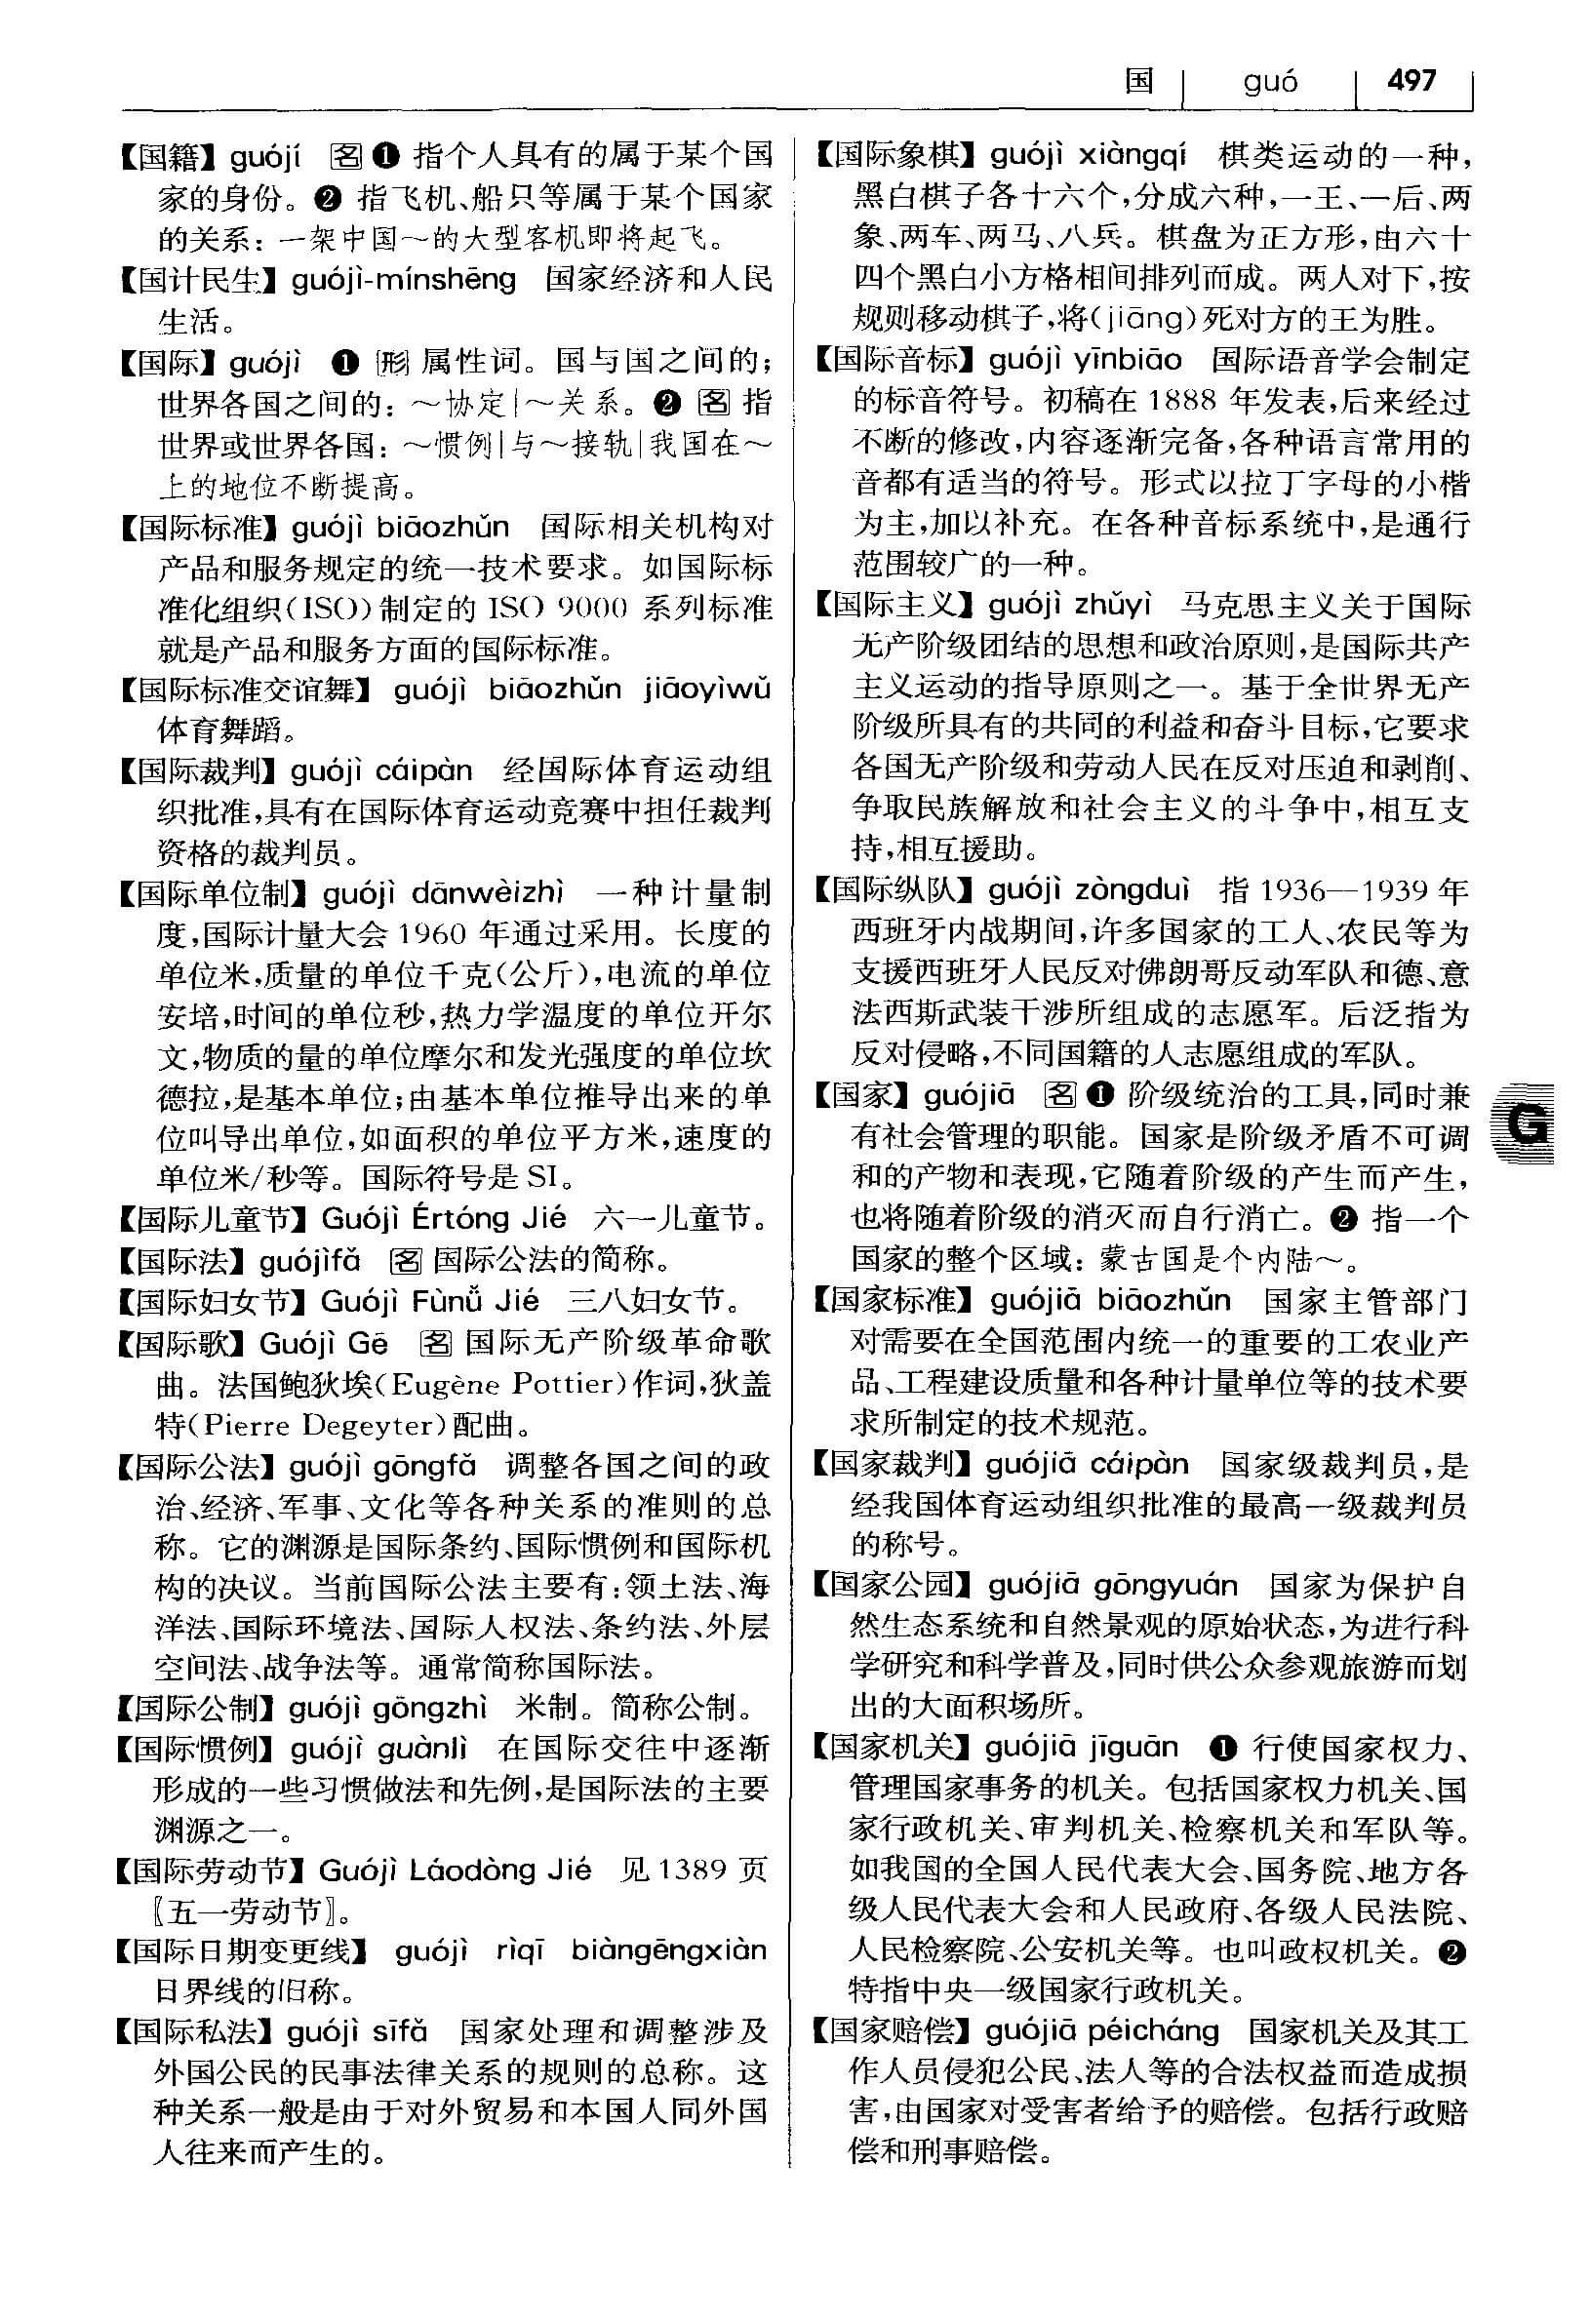 国 guó 497
【国籍】guójí 名❶ 指个人具有的属于某个国
家的身份。❷ 指飞机、船只等属于某个国家
的关系：一架中国～的大型客机即将起飞。
【国计民生】guójì-mínshēng 国家经济和人民
生活。
【国际】guójì ❶ 形 属性词。国与国之间的；
世界各国之间的：～协定|～关系。❷ 名 指
世界或世界各国：～惯例|与～接轨|我国在～
上的地位不断提高。
【国际标准】guójì biāozhǔn 国际相关机构对
产品和服务规定的统一技术要求。如国际标
准化组织(ISO)制定的 ISO 9000 系列标准
就是产品和服务方面的国际标准。
【国际标准交谊舞】 guójì biāozhǔn jiāoyìwǔ
体育舞蹈。
【国际裁判】guójì cáipàn 经国际体育运动组
织批准,具有在国际体育运动竞赛中担任裁判
资格的裁判员。
【国际单位制】guójì dānwèizhì 一种计量制
度,国际计量大会 1960 年通过采用。长度的
单位米,质量的单位千克(公斤),电流的单位
安培,时间的单位秒,热力学温度的单位开尔
文,物质的量的单位摩尔和发光强度的单位坎
德拉,是基本单位;由基本单位推导出来的单
位叫导出单位,如面积的单位平方米,速度的
单位米/秒等。国际符号是 SI。
【国际儿童节】Guójì Értóng Jié 六一儿童节。
【国际法】guójìfǎ 名 国际公法的简称。
【国际妇女节】Guójì Fùnǚ Jié 三八妇女节。
【国际歌】Guójì Gē 名 国际无产阶级革命歌
曲。法国鲍狄埃(Eugène Pottier)作词,狄盖
特(Pierre Degeyter)配曲。
【国际公法】guójì gōngfǎ 调整各国之间的政
治、经济、军事、文化等各种关系的准则的总
称。它的渊源是国际条约、国际惯例和国际机
构的决议。当前国际公法主要有:领土法、海
洋法、国际环境法、国际人权法、条约法、外层
空间法、战争法等。通常简称国际法。
【国际公制】guójì gōngzhì 米制。简称公制。
【国际惯例】guójì guànlì 在国际交往中逐渐
形成的一些习惯做法和先例,是国际法的主要
渊源之一。
【国际劳动节】Guójì Láodòng Jié 见 1389 页
〖五一劳动节〗。
【国际日期变更线】 guójì rìqī biàngēngxiàn
日界线的旧称。
【国际私法】guójì sīfǎ 国家处理和调整涉及
外国公民的民事法律关系的规则的总称。这
种关系一般是由于对外贸易和本国人同外国
人往来而产生的。
【国际象棋】guójì xiàngqí 棋类运动的一种,
黑白棋子各十六个,分成六种,一王、一后、两
象、两车、两马、八兵。棋盘为正方形,由六十
四个黑白小方格相间排列而成。两人对下,按
规则移动棋子,将(jiāng)死对方的王为胜。
【国际音标】guójì yīnbiāo 国际语音学会制定
的标音符号。初稿在 1888 年发表,后来经过
不断的修改,内容逐渐完备,各种语言常用的
音都有适当的符号。形式以拉丁字母的小楷
为主,加以补充。在各种音标系统中,是通行
范围较广的一种。
【国际主义】guójì zhǔyì 马克思主义关于国际
无产阶级团结的思想和政治原则,是国际共产
主义运动的指导原则之一。基于全世界无产
阶级所具有的共同的利益和奋斗目标,它要求
各国无产阶级和劳动人民在反对压迫和剥削、
争取民族解放和社会主义的斗争中,相互支
持,相互援助。
【国际纵队】guójì zòngduì 指 1936—1939 年
西班牙内战期间,许多国家的工人、农民等为
支援西班牙人民反对佛朗哥反动军队和德、意
法西斯武装干涉所组成的志愿军。后泛指为
反对侵略,不同国籍的人志愿组成的军队。
【国家】guójiā 名❶ 阶级统治的工具,同时兼
有社会管理的职能。国家是阶级矛盾不可调
和的产物和表现,它随着阶级的产生而产生,
也将随着阶级的消灭而自行消亡。❷ 指一个
国家的整个区域：蒙古国是个内陆～。
【国家标准】guójiā biāozhǔn 国家主管部门
对需要在全国范围内统一的重要的工农业产
品、工程建设质量和各种计量单位等的技术要
求所制定的技术规范。
【国家裁判】guójiā cáipàn 国家级裁判员,是
经我国体育运动组织批准的最高一级裁判员
的称号。
【国家公园】guójiā gōngyuán 国家为保护自
然生态系统和自然景观的原始状态,为进行科
学研究和科学普及,同时供公众参观旅游而划
出的大面积场所。
【国家机关】guójiā jīguān ❶ 行使国家权力、
管理国家事务的机关。包括国家权力机关、国
家行政机关、审判机关、检察机关和军队等。
如我国的全国人民代表大会、国务院、地方各
级人民代表大会和人民政府、各级人民法院、
人民检察院、公安机关等。也叫政权机关。❷
特指中央一级国家行政机关。
【国家赔偿】guójiā péicháng 国家机关及其工
作人员侵犯公民、法人等的合法权益而造成损
害,由国家对受害者给予的赔偿。包括行政赔
偿和刑事赔偿。
G